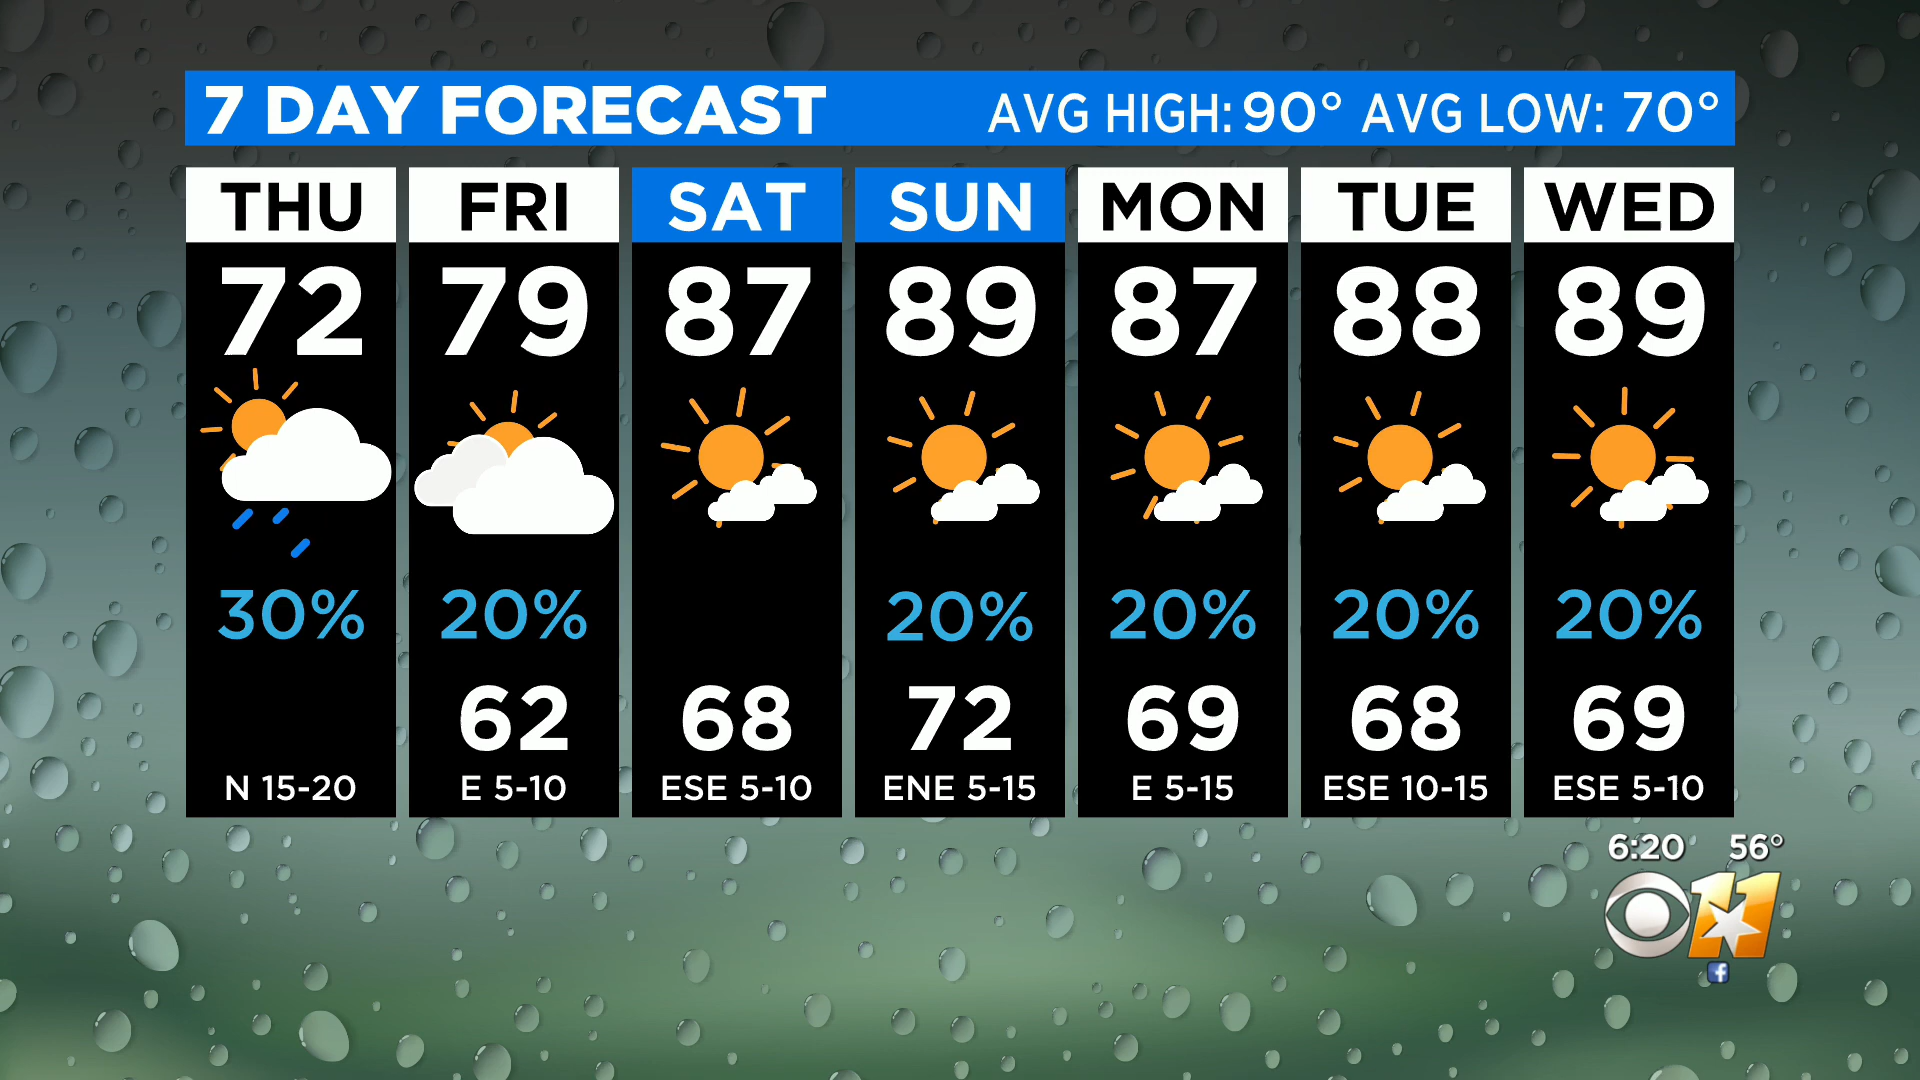 7 DAY FORECAST AVG HIGH: 90° AVG LOW: 70°
THU FRI SAT SUN MON TUE WED
72 79 87 89 87 88 89
30% 20% 20% 20% 20% 20%
62 68 72 69 68 69
N 15-20 E 5-10 ESE 5-10 ENE 5-15 E 5-15 ESE 10-15 ESE 5-10
6:20 56°
11
f